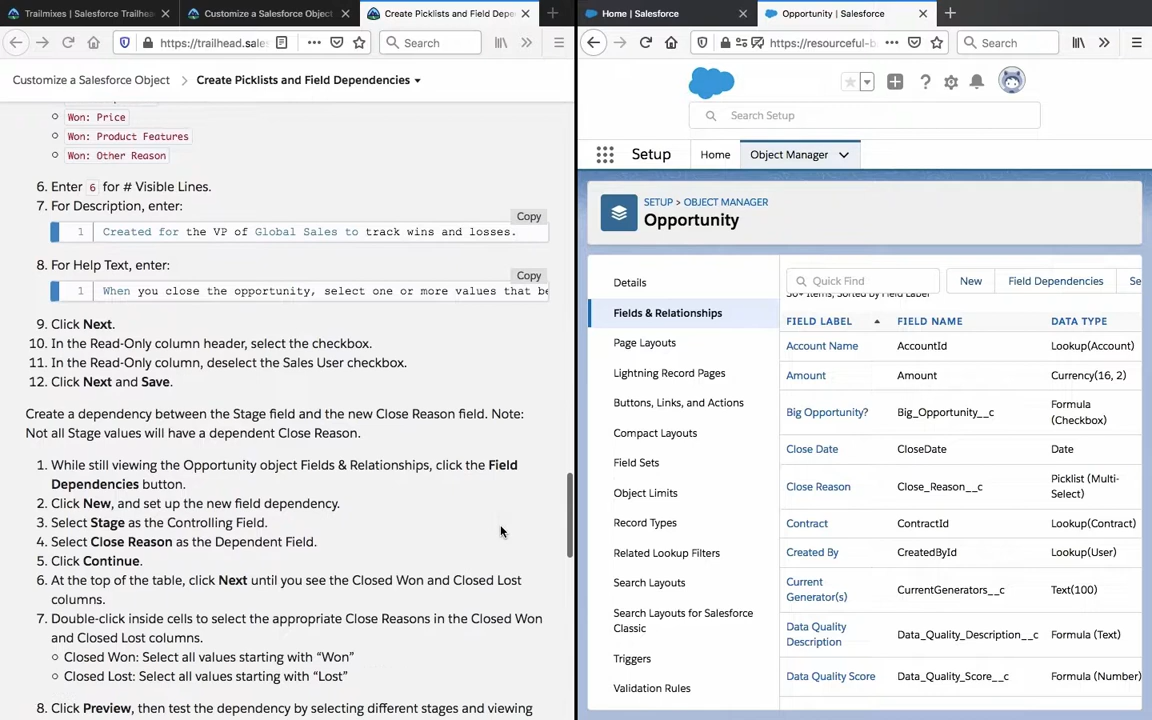 Trailmixes | Salesforce Trailhea
Customize a Salesforce Object
Create Picklists and Field Depe
https://trailhead.sale
Search
Customize a Salesforce Object
Create Picklists and Field Dependencies
Won: Price
Won: Product Features
Won: Other Reason
6. Enter 6 for # Visible Lines.
7. For Description, enter:
Copy
1 Created for the VP of Global Sales to track wins and losses.
8. For Help Text, enter:
Copy
1 When you close the opportunity, select one or more values that be
9. Click Next.
10. In the Read-Only column header, select the checkbox.
11. In the Read-Only column, deselect the Sales User checkbox.
12. Click Next and Save.
Create a dependency between the Stage field and the new Close Reason field. Note:
Not all Stage values will have a dependent Close Reason.
1. While still viewing the Opportunity object Fields & Relationships, click the Field
Dependencies button.
2. Click New, and set up the new field dependency.
3. Select Stage as the Controlling Field.
4. Select Close Reason as the Dependent Field.
5. Click Continue.
6. At the top of the table, click Next until you see the Closed Won and Closed Lost
columns.
7. Double-click inside cells to select the appropriate Close Reasons in the Closed Won
and Closed Lost columns.
Closed Won: Select all values starting with “Won”
Closed Lost: Select all values starting with “Lost”
8. Click Preview, then test the dependency by selecting different stages and viewing
Home | Salesforce
Opportunity | Salesforce
https://resourceful-b
Search
Search Setup
Setup
Home
Object Manager
SETUP > OBJECT MANAGER
Opportunity
Details
Fields & Relationships
Page Layouts
Lightning Record Pages
Buttons, Links, and Actions
Compact Layouts
Field Sets
Object Limits
Record Types
Related Lookup Filters
Search Layouts
Search Layouts for Salesforce
Classic
Triggers
Validation Rules
Quick Find
New
Field Dependencies
Se
Items, Sorted by Field Label
FIELD LABEL FIELD NAME DATA TYPE
Account Name AccountId Lookup(Account)
Amount Amount Currency(16, 2)
Big Opportunity? Big_Opportunity__c Formula
(Checkbox)
Close Date CloseDate Date
Close Reason Close_Reason__c Picklist (Multi-
Select)
Contract ContractId Lookup(Contract)
Created By CreatedById Lookup(User)
Current
Generator(s) CurrentGenerators__c Text(100)
Data Quality
Description Data_Quality_Description__c Formula (Text)
Data Quality Score Data_Quality_Score__c Formula (Number)